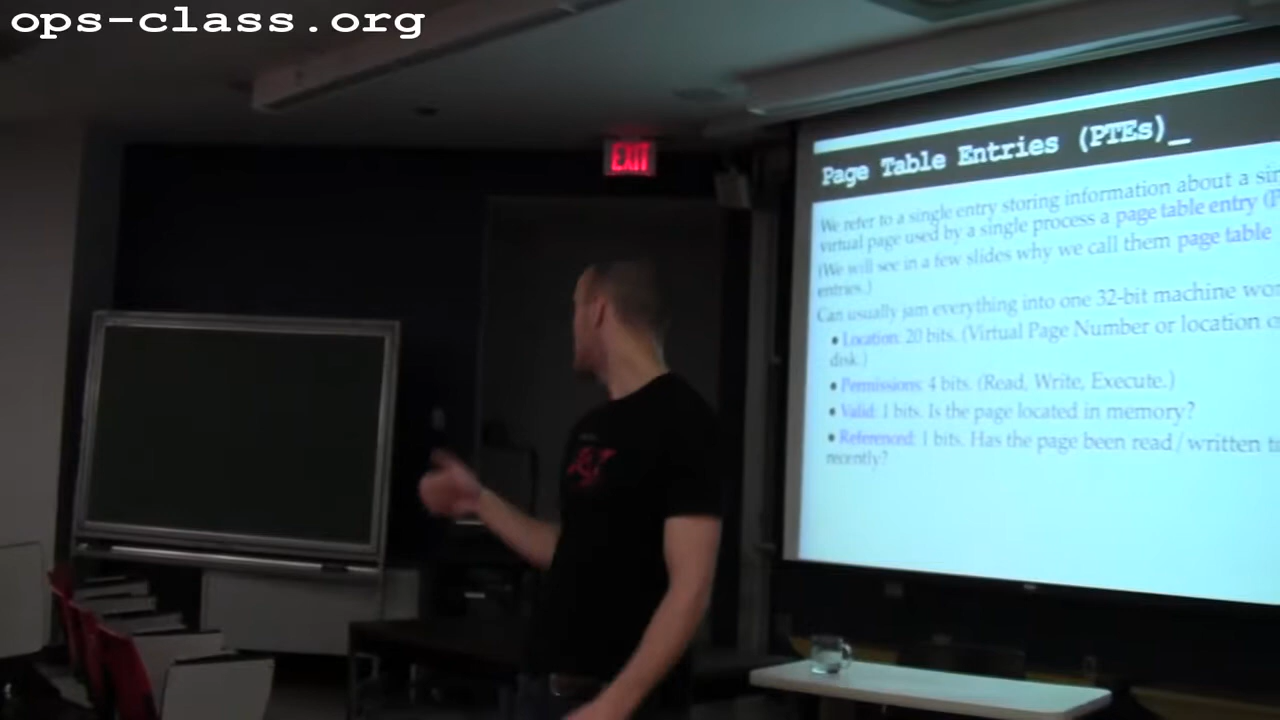 ops-class.org
EXIT
Page Table Entries (PTEs)_
We refer to a single entry storing information about a
virtual page used by a single process a page table entry
(We will see in a few slides why we call them page table
entries.)
Can usually jam everything into one 32-bit machine
• Location: 20 bits. (Virtual Page Number or location
disk.)
• Permissions: 4 bits. (Read, Write, Execute.)
• Valid: 1 bits. Is the page located in memory?
• Referenced: 1 bits. Has the page been read/written
recently?